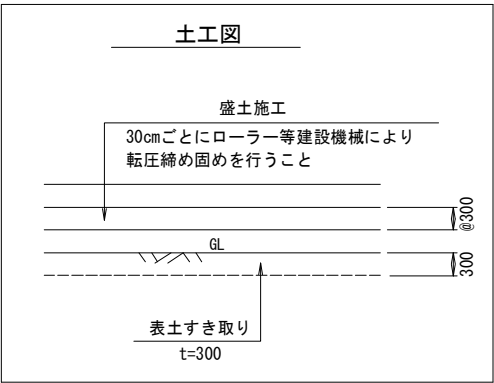 土工図
盛土施工
30cmごとにローラー等建設機械により
転圧締め固めを行うこと
@300
GL
300
表土すき取り
t=300